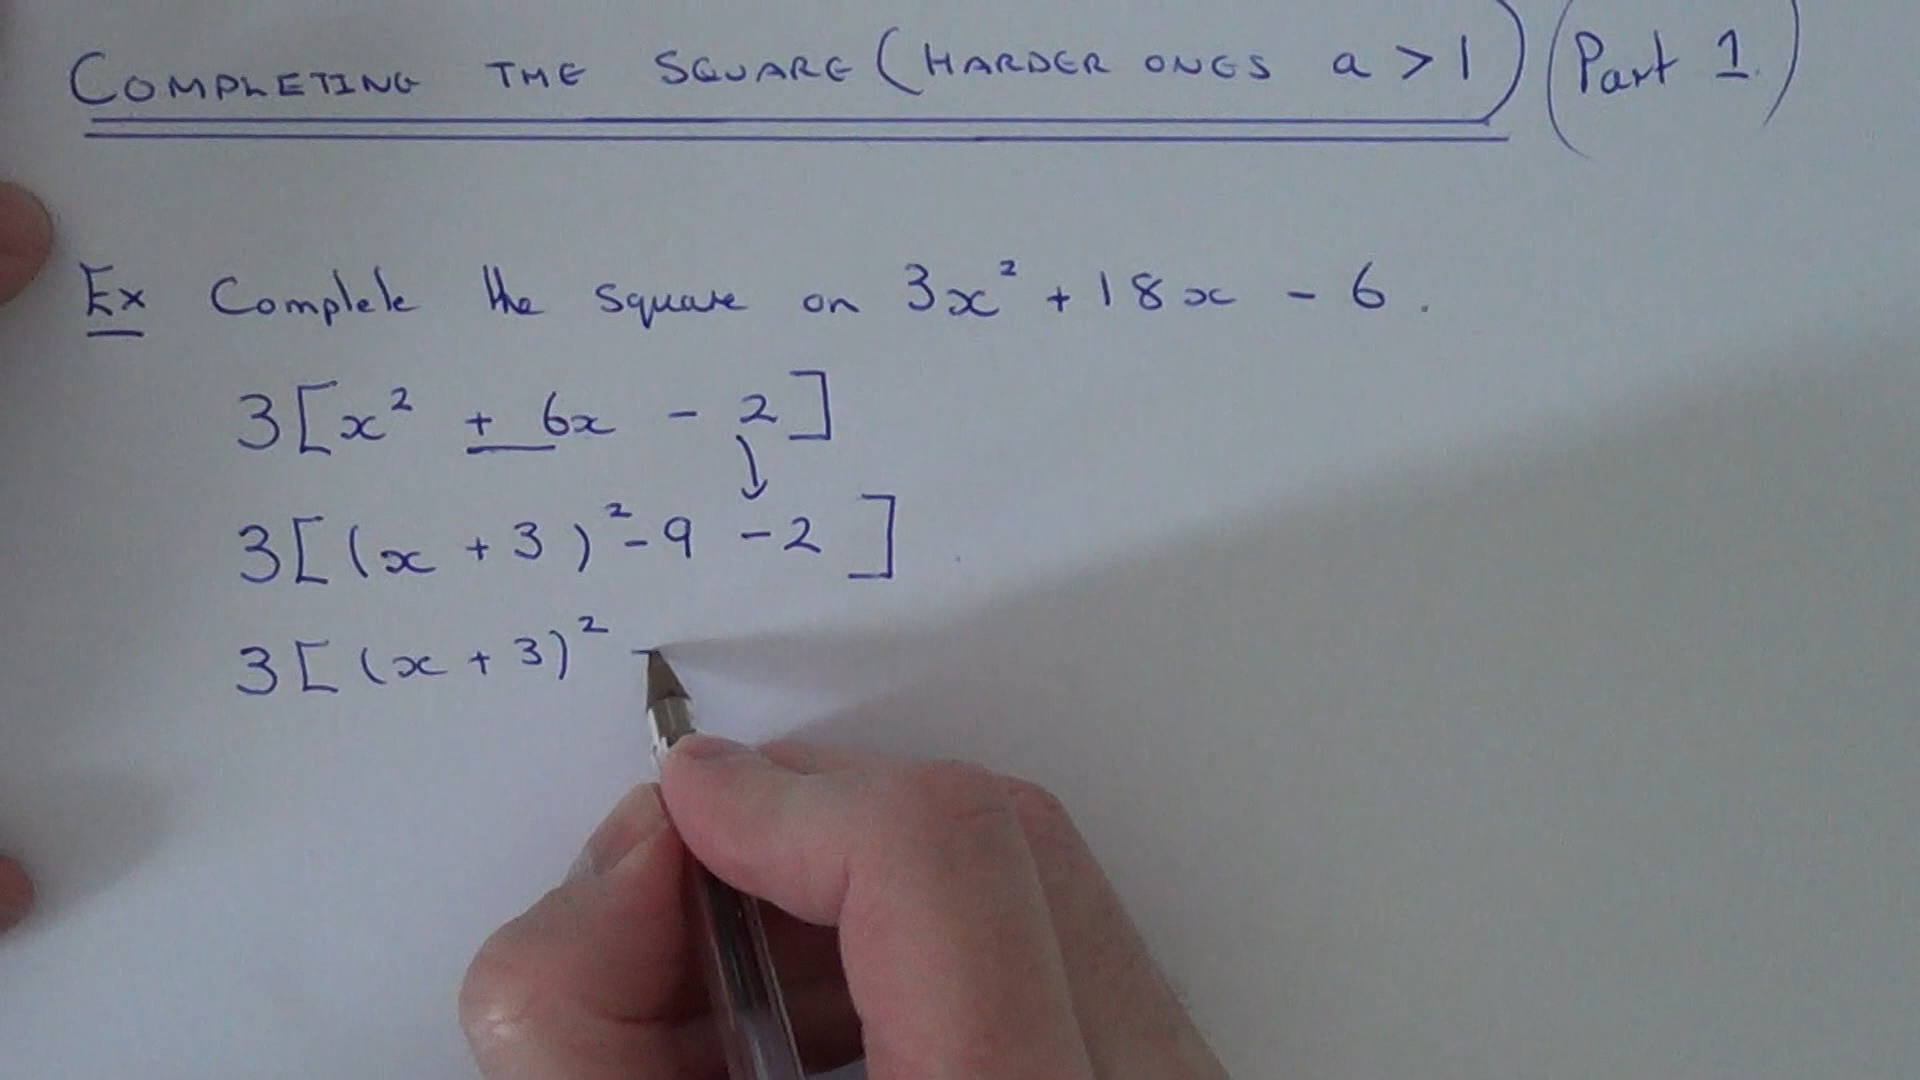 COMPLETING THE SQUARE (HARDER ONES a > 1) (Part 1)
Ex Complete the square on 3x² + 18x - 6.
3[x² + 6x - 2]
3[(x + 3)² - 9 - 2]
3[(x + 3)² -